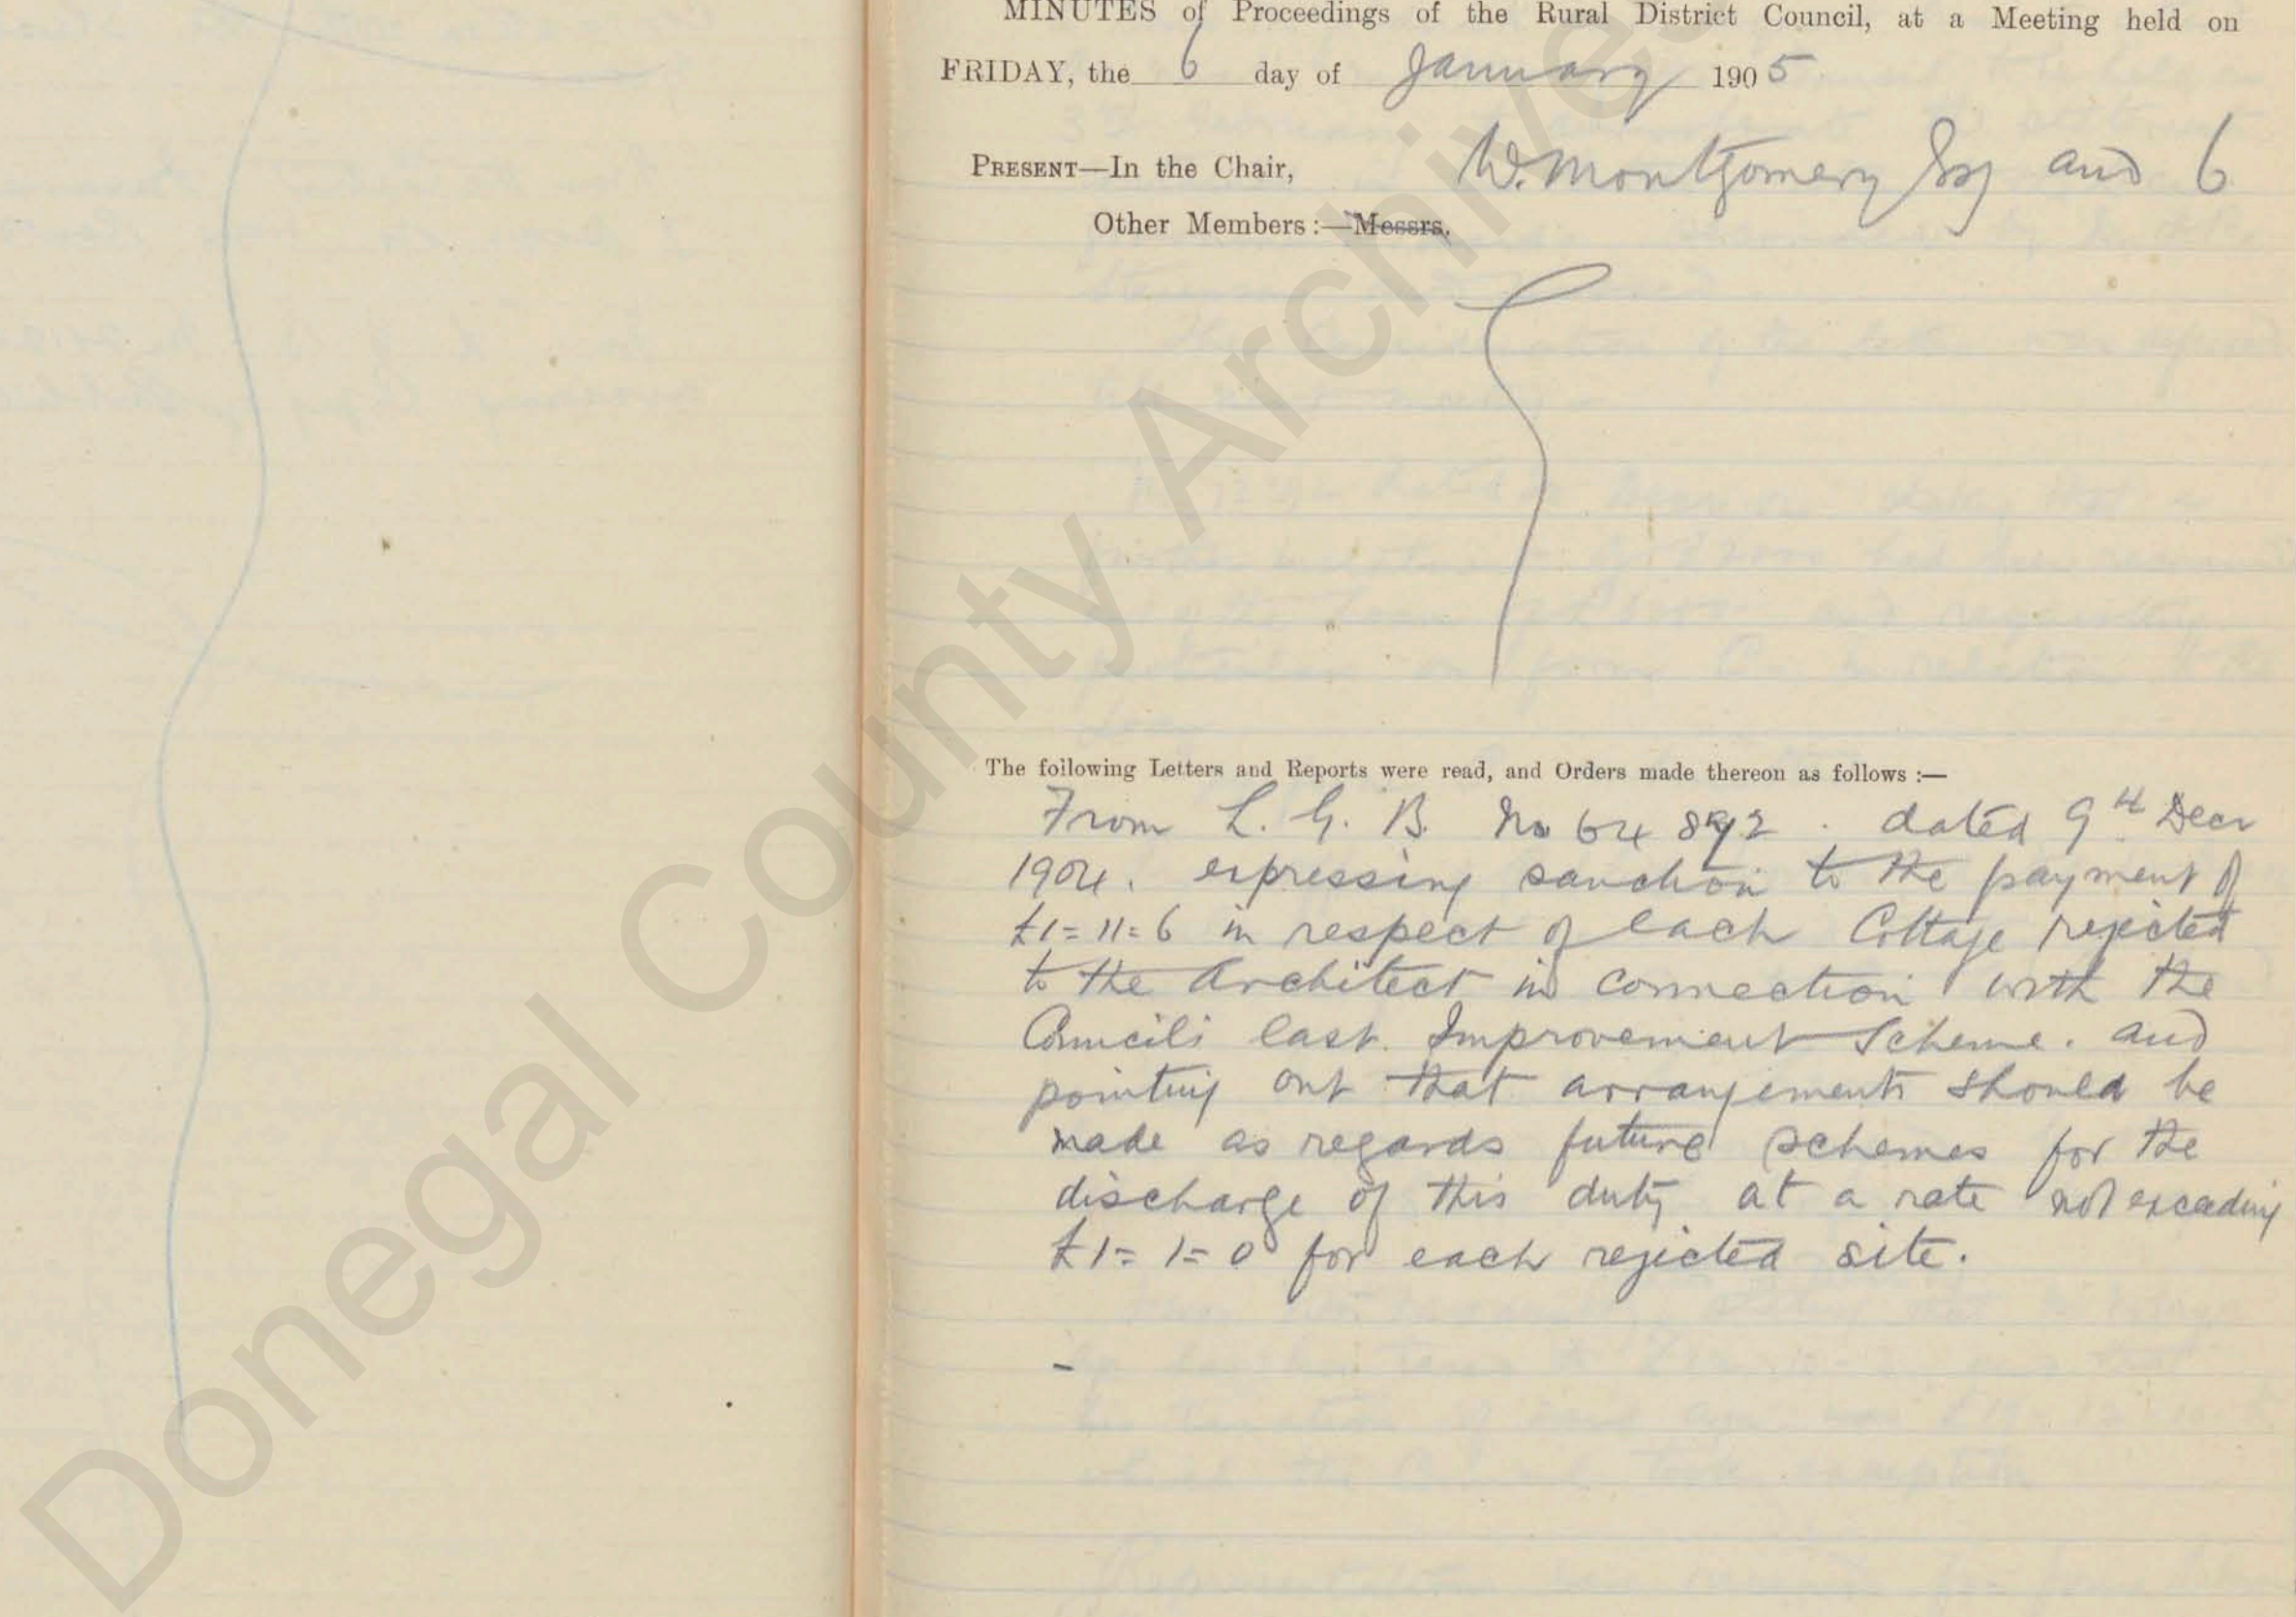 MINUTES of Proceedings of the Rural District Council, at a Meeting held on
FRIDAY, the 6 day of January 1905
PRESENT—In the Chair, W. Montgomery Esq and 6
Other Members :—Messrs.
The following Letters and Reports were read, and Orders made thereon as follows :—
From L. G. B. No dated 9th Decr
1904. expressing sanction to the payment of
£1=11=6 in respect of each Cottage rejected
to the Architect in connection with the
Councils last. Improvement Scheme. and
pointing out that arrangements should be
made as regards future schemes for the
discharge of this duty at a rate not exceeding
£1=1=0 for each rejected site.
Donegal County Archives